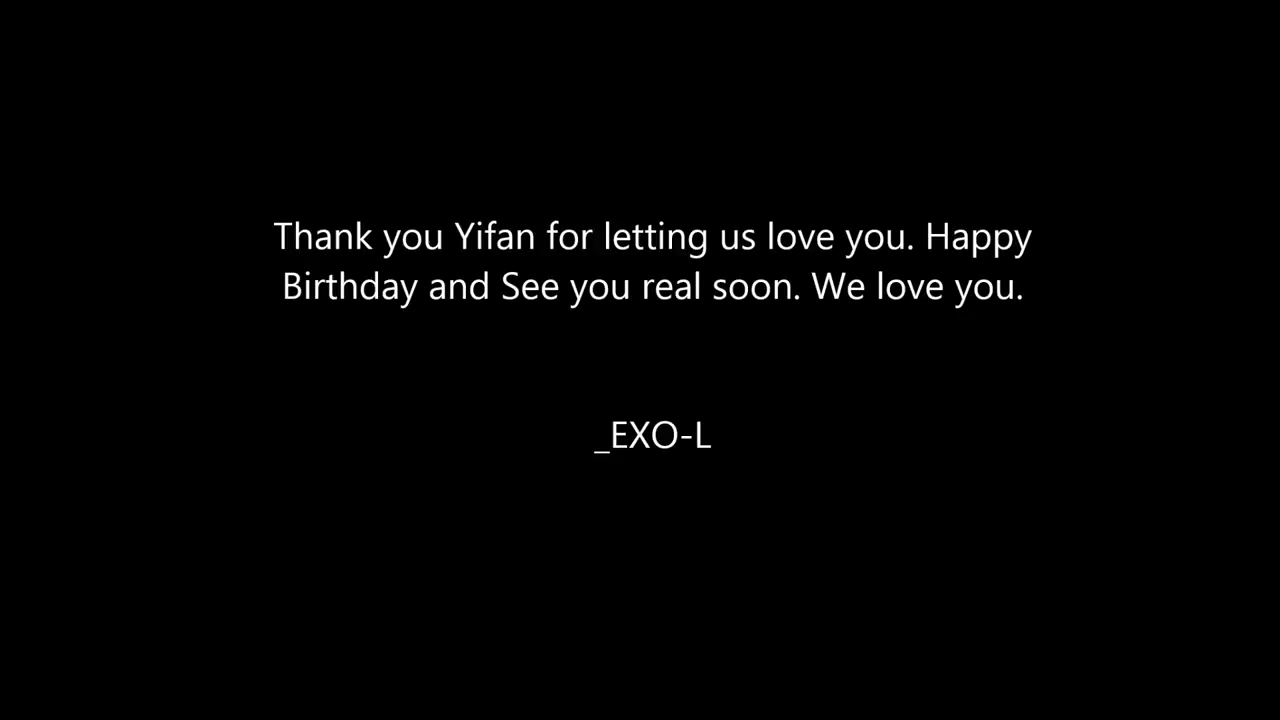 Thank you Yifan for letting us love you. Happy
Birthday and See you real soon. We love you.
_EXO-L